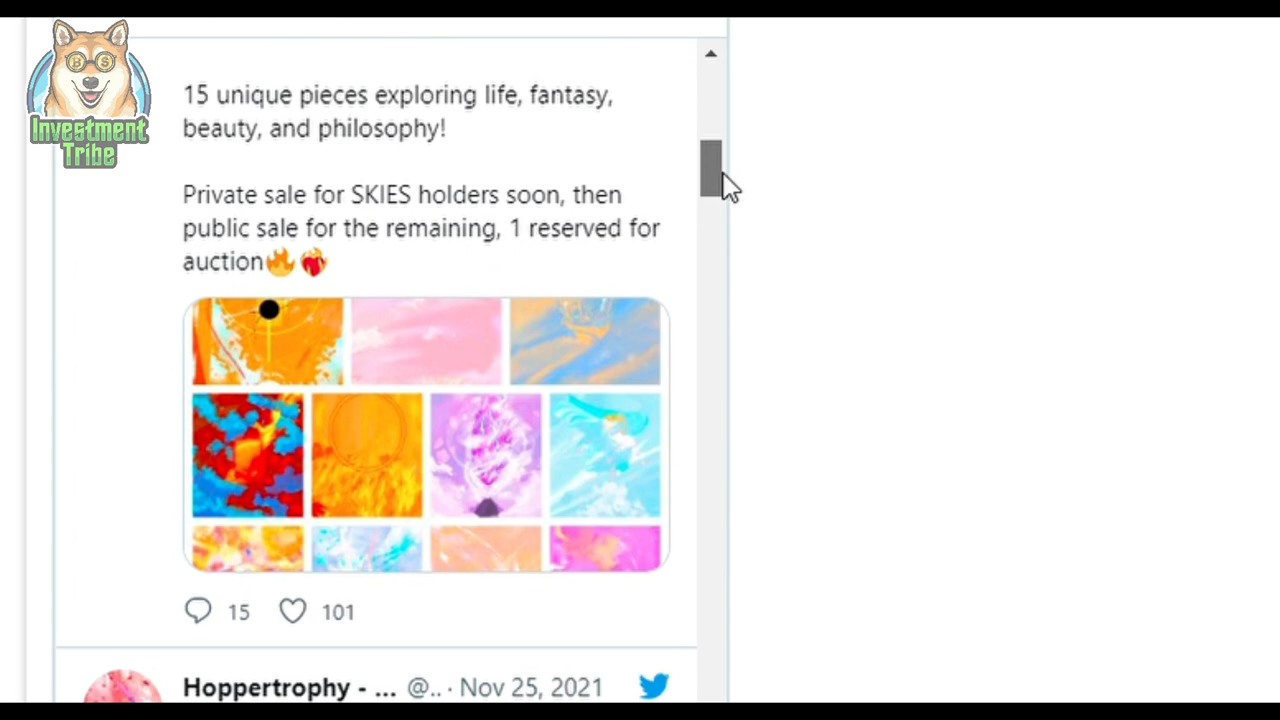 Investment
Tribe
15 unique pieces exploring life, fantasy,
beauty, and philosophy!
Private sale for SKIES holders soon, then
public sale for the remaining, 1 reserved for
auction🔥❤️‍🔥
15 101
Hoppertrophy - ... @.. · Nov 25, 2021